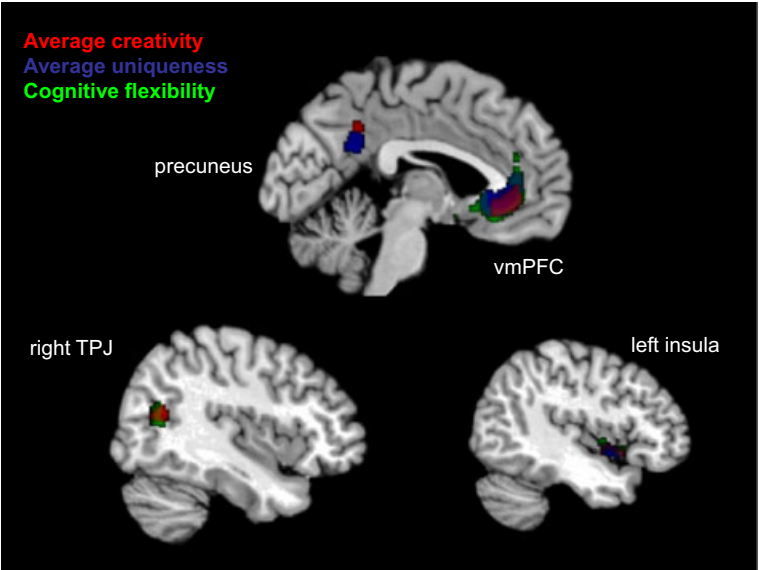 Average creativity
Average uniqueness
Cognitive flexibility
precuneus
vmPFC
right TPJ
left insula